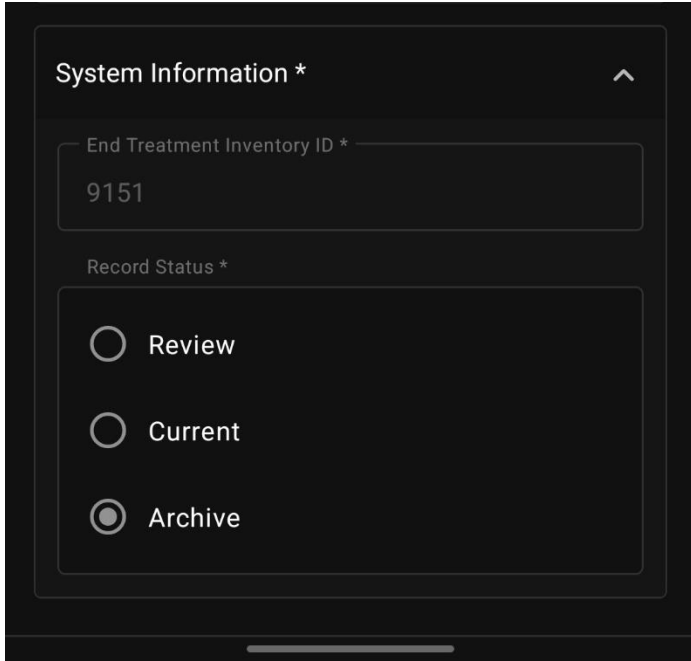 System Information *
End Treatment Inventory ID *
9151
Record Status *
Review
Current
Archive